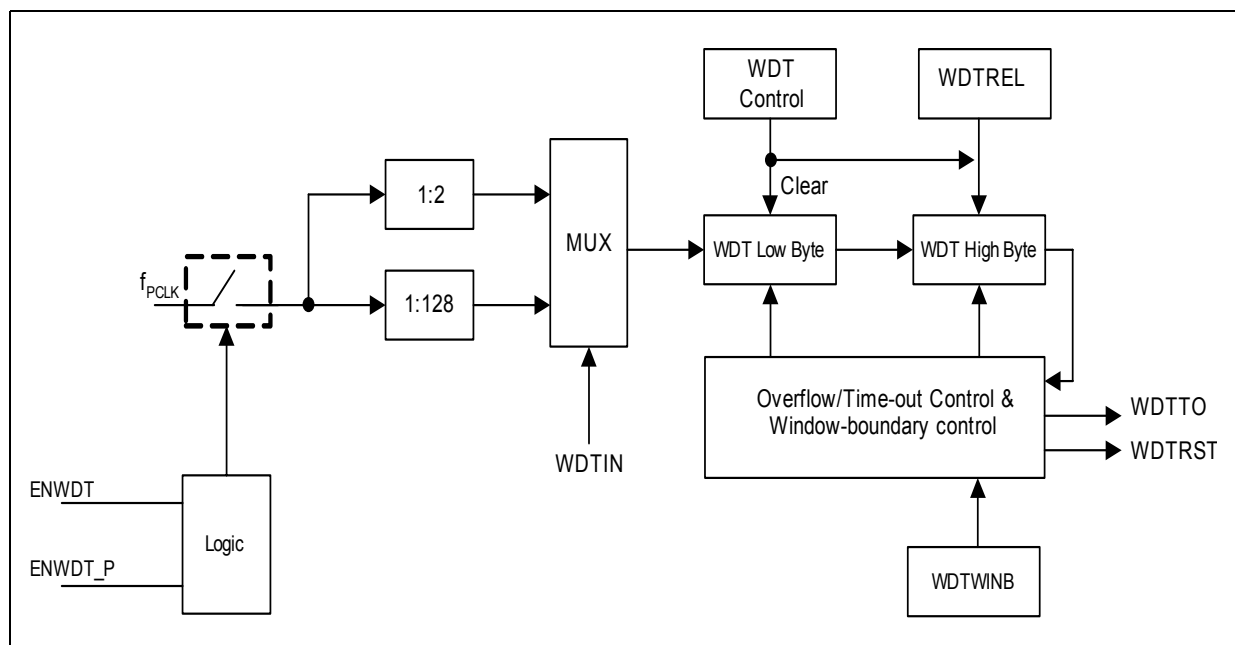 WDT
Control
WDTREL
Clear
1:2
MUX
WDT Low Byte
WDT High Byte
fPCLK
1:128
Overflow/Time-out Control &
Window-boundary control
WDTTO
WDTRST
WDTIN
ENWDT
Logic
ENWDT_P
WDTWINB